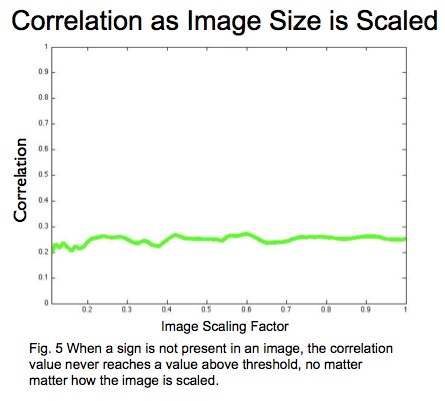 Correlation as Image Size is Scaled
1
0.9
0.8
0.7
0.6
0.5
0.4
0.3
0.2
0.1
0
Correlation
0.2 0.3 0.4 0.5 0.6 0.7 0.8 0.9 1
Image Scaling Factor
Fig. 5 When a sign is not present in an image, the correlation
value never reaches a value above threshold, no matter
matter how the image is scaled.